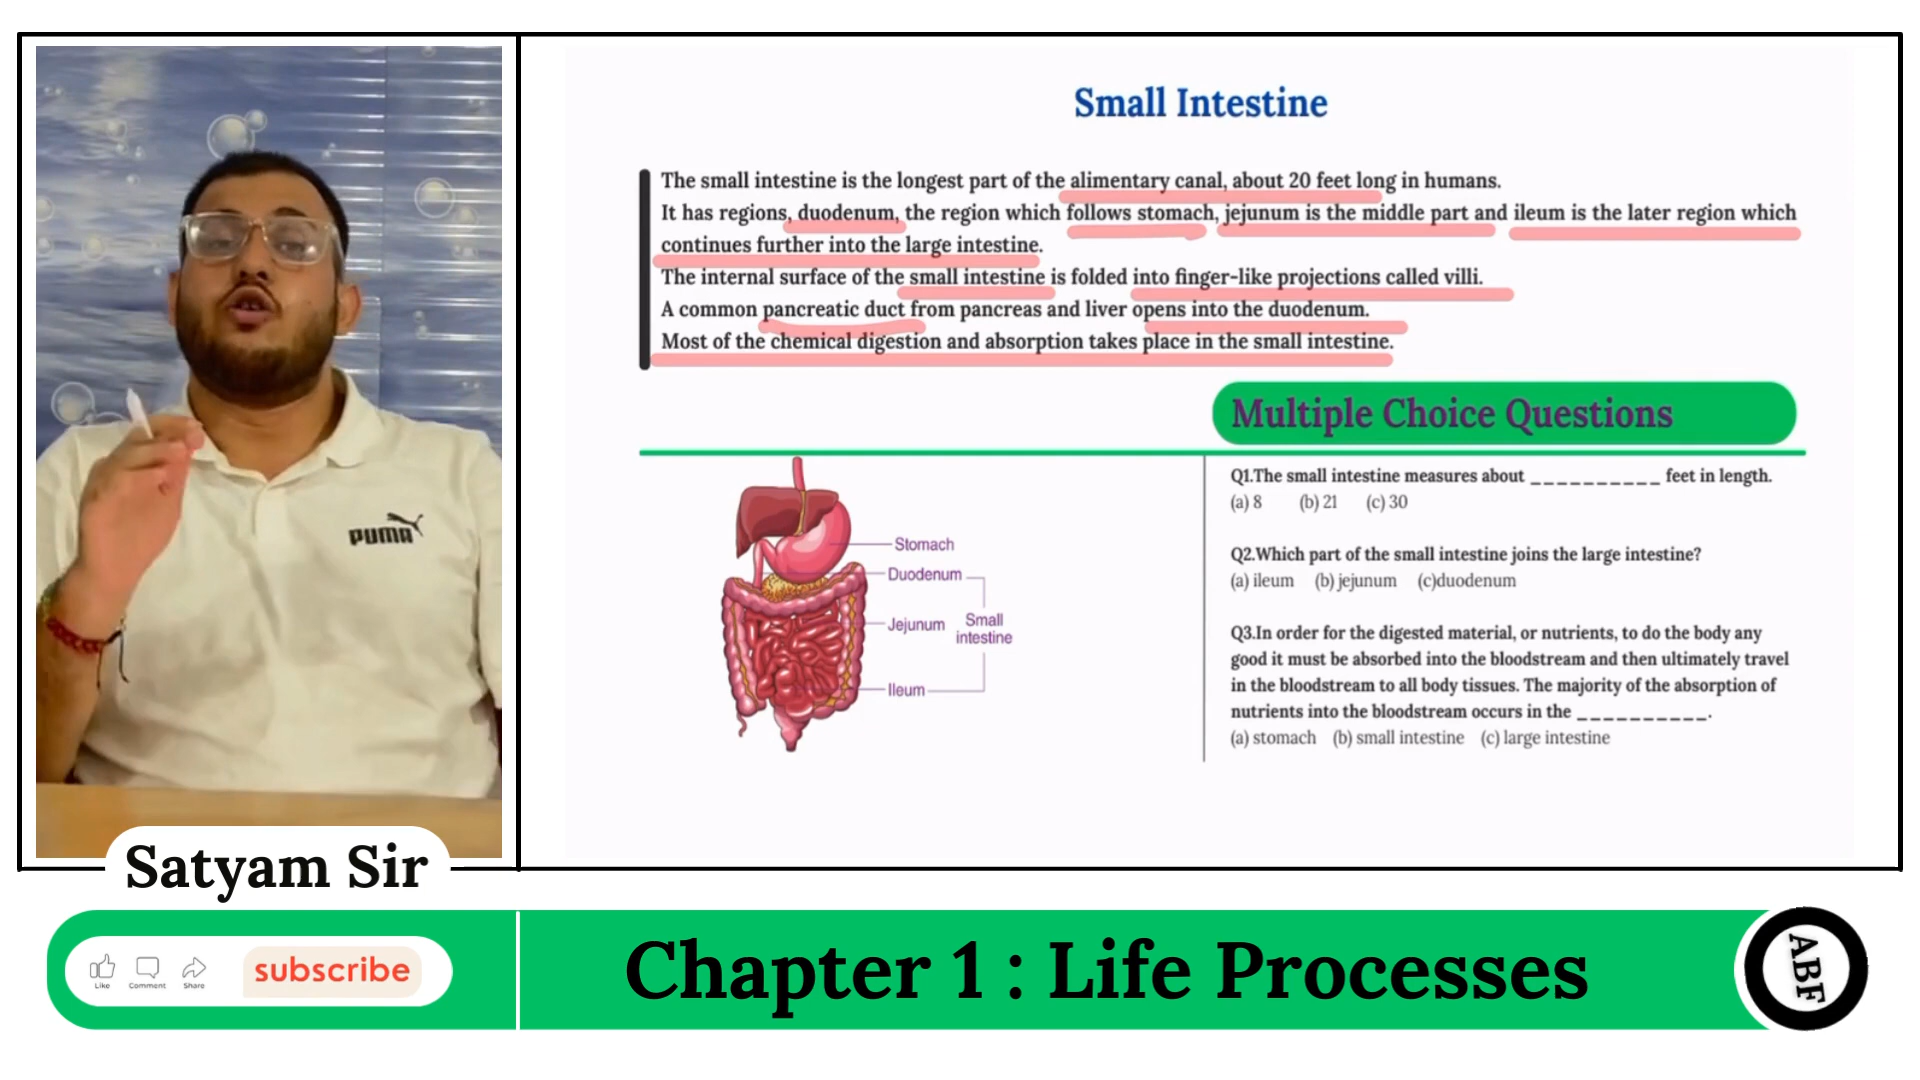 Small Intestine
The small intestine is the longest part of the alimentary canal, about 20 feet long in humans.
It has regions, duodenum, the region which follows stomach, jejunum is the middle part and ileum is the later region which
continues further into the large intestine.
The internal surface of the small intestine is folded into finger-like projections called villi.
A common pancreatic duct from pancreas and liver opens into the duodenum.
Most of the chemical digestion and absorption takes place in the small intestine.
Multiple Choice Questions
Stomach
Duodenum
Jejunum
Small
intestine
Ileum
Q1.The small intestine measures about __________ feet in length.
(a) 8 (b) 21 (c) 30
Q2.Which part of the small intestine joins the large intestine?
(a) ileum (b) jejunum (c)duodenum
Q3.In order for the digested material, or nutrients, to do the body any
good it must be absorbed into the bloodstream and then ultimately travel
in the bloodstream to all body tissues. The majority of the absorption of
nutrients into the bloodstream occurs in the __________.
(a) stomach (b) small intestine (c) large intestine
PUMA
Satyam Sir
Like Comment Share
subscribe
Chapter 1 : Life Processes
ABF